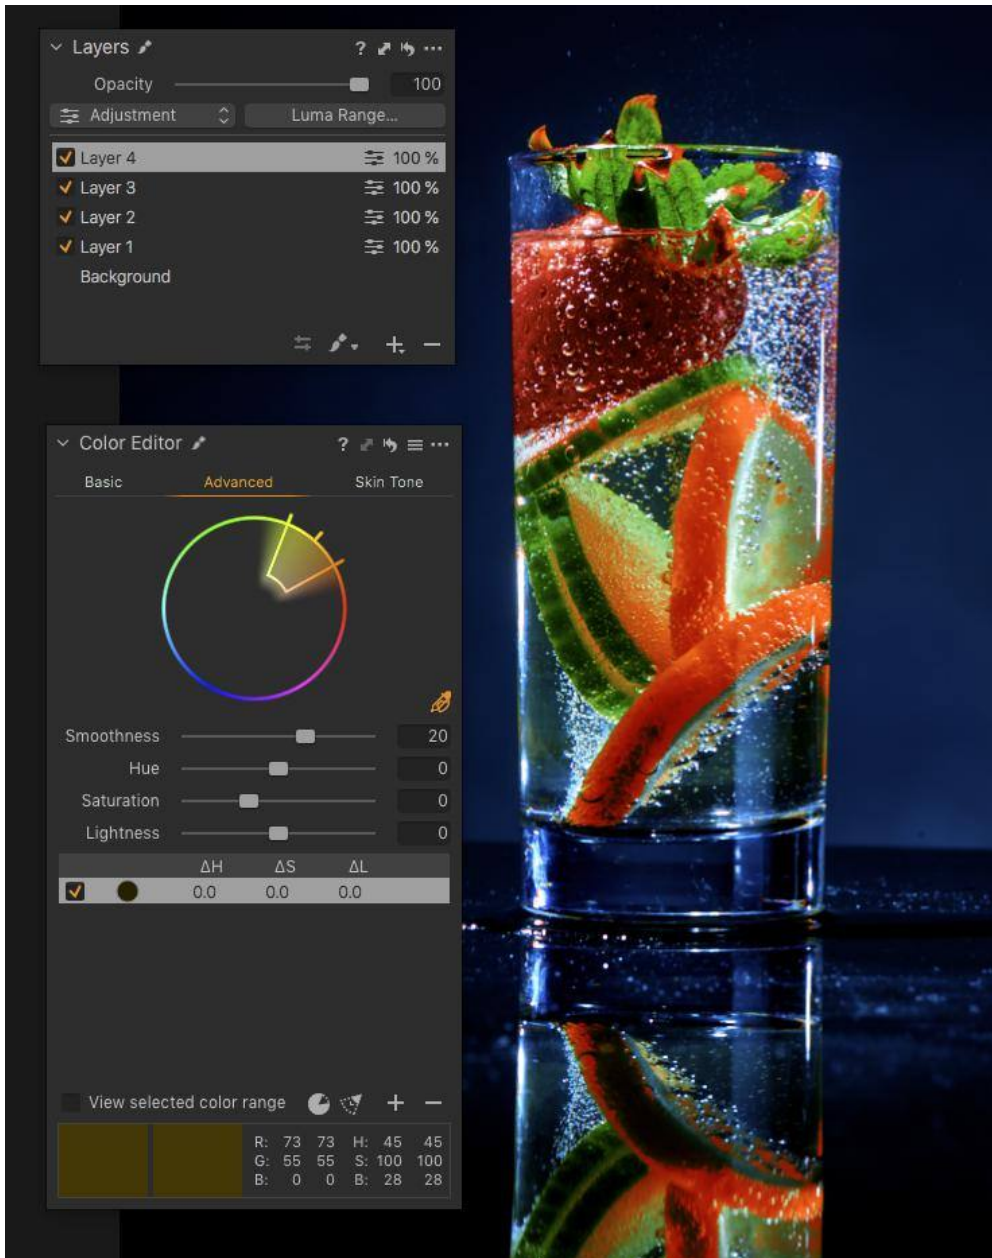 Layers ? ...
Opacity 100
Adjustment Luma Range...
Layer 4 100 %
Layer 3 100 %
Layer 2 100 %
Layer 1 100 %
Background
Color Editor ? ...
Basic Advanced Skin Tone
Smoothness 20
Hue 0
Saturation 0
Lightness 0
ΔH ΔS ΔL
0.0 0.0 0.0
View selected color range
R: 73 73 H: 45 45
G: 55 55 S: 100 100
B: 0 0 B: 28 28